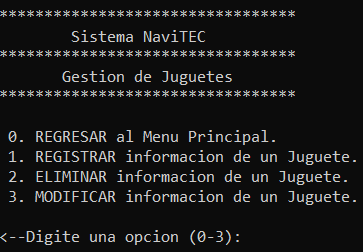 *********************************
Sistema NaviTEC
*********************************
Gestion de Juguetes
*********************************
0. REGRESAR al Menu Principal.
1. REGISTRAR informacion de un Juguete.
2. ELIMINAR informacion de un Juguete.
3. MODIFICAR informacion de un Juguete.
<--Digite una opcion (0-3):